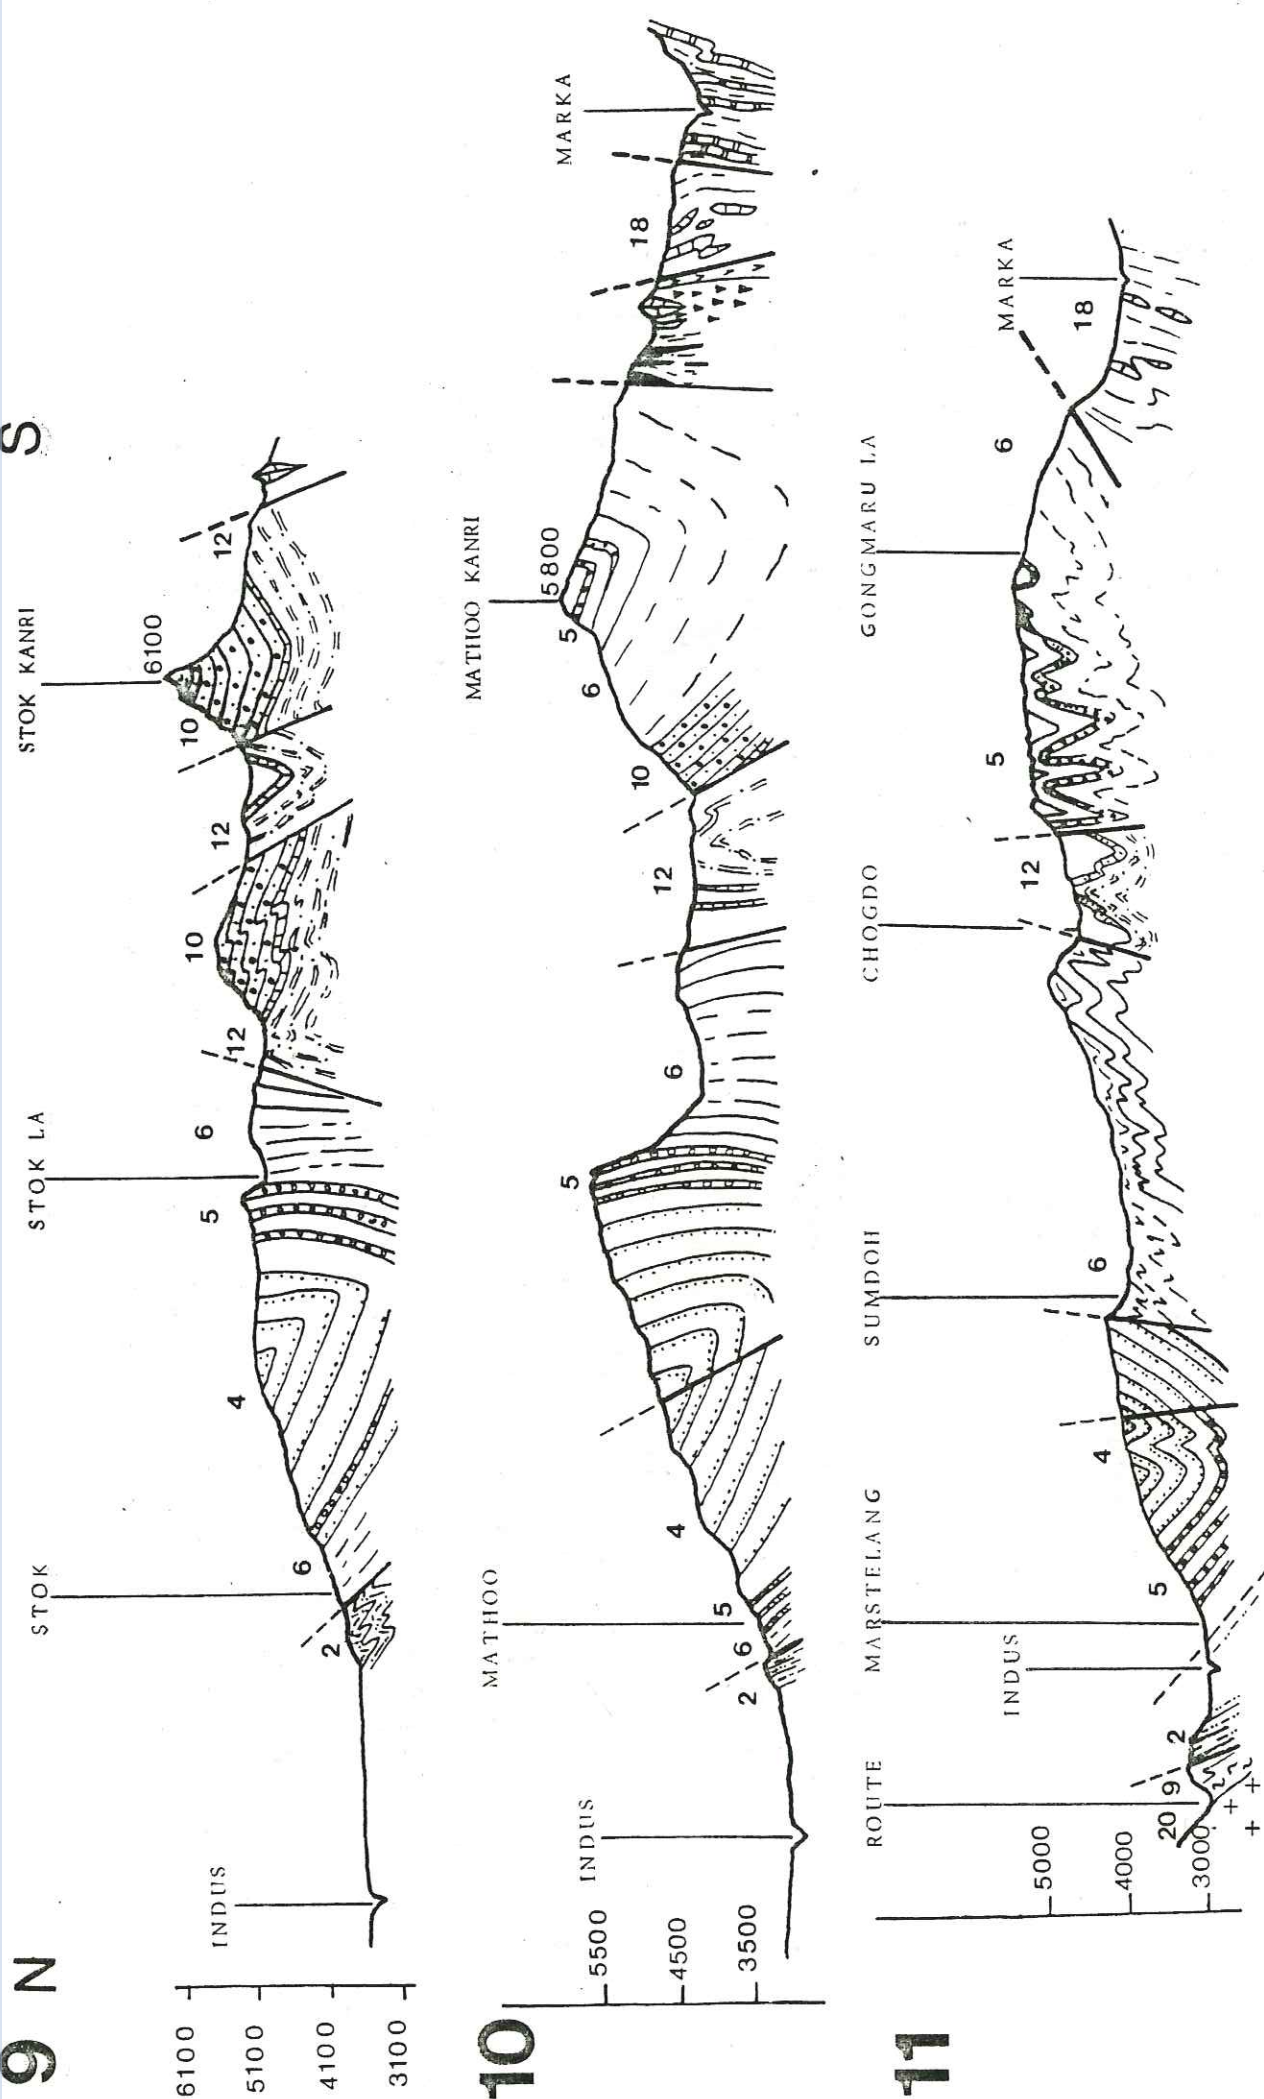 9 N S
STOK STOK LA STOK KANRI
INDUS
6100
5100
4100
3100
2 6 4 5 6 12 10 12 10 6100 12
10
MATHOO MATHOO KANRI MARKA
INDUS
5500
4500
3500
2 6 5 4 5 6 12 10 6 5 5800 18
11
ROUTE MARSTELANG SUMDOH CHOGDO GONGMARU LA MARKA
INDUS
5000
4000
3000
20 9 2 5 4 6 12 5 6 18